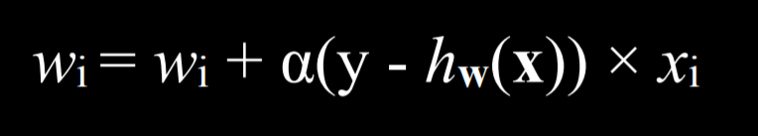 wᵢ = wᵢ + α(y - h𝐰(𝐱)) × xᵢ